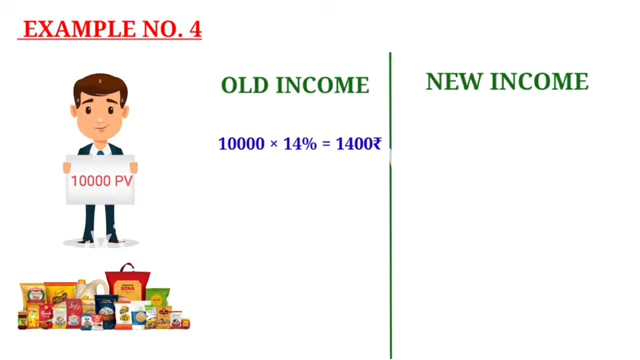 EXAMPLE NO. 4
OLD INCOME
NEW INCOME
10000 × 14% = 1400₹
10000 PV